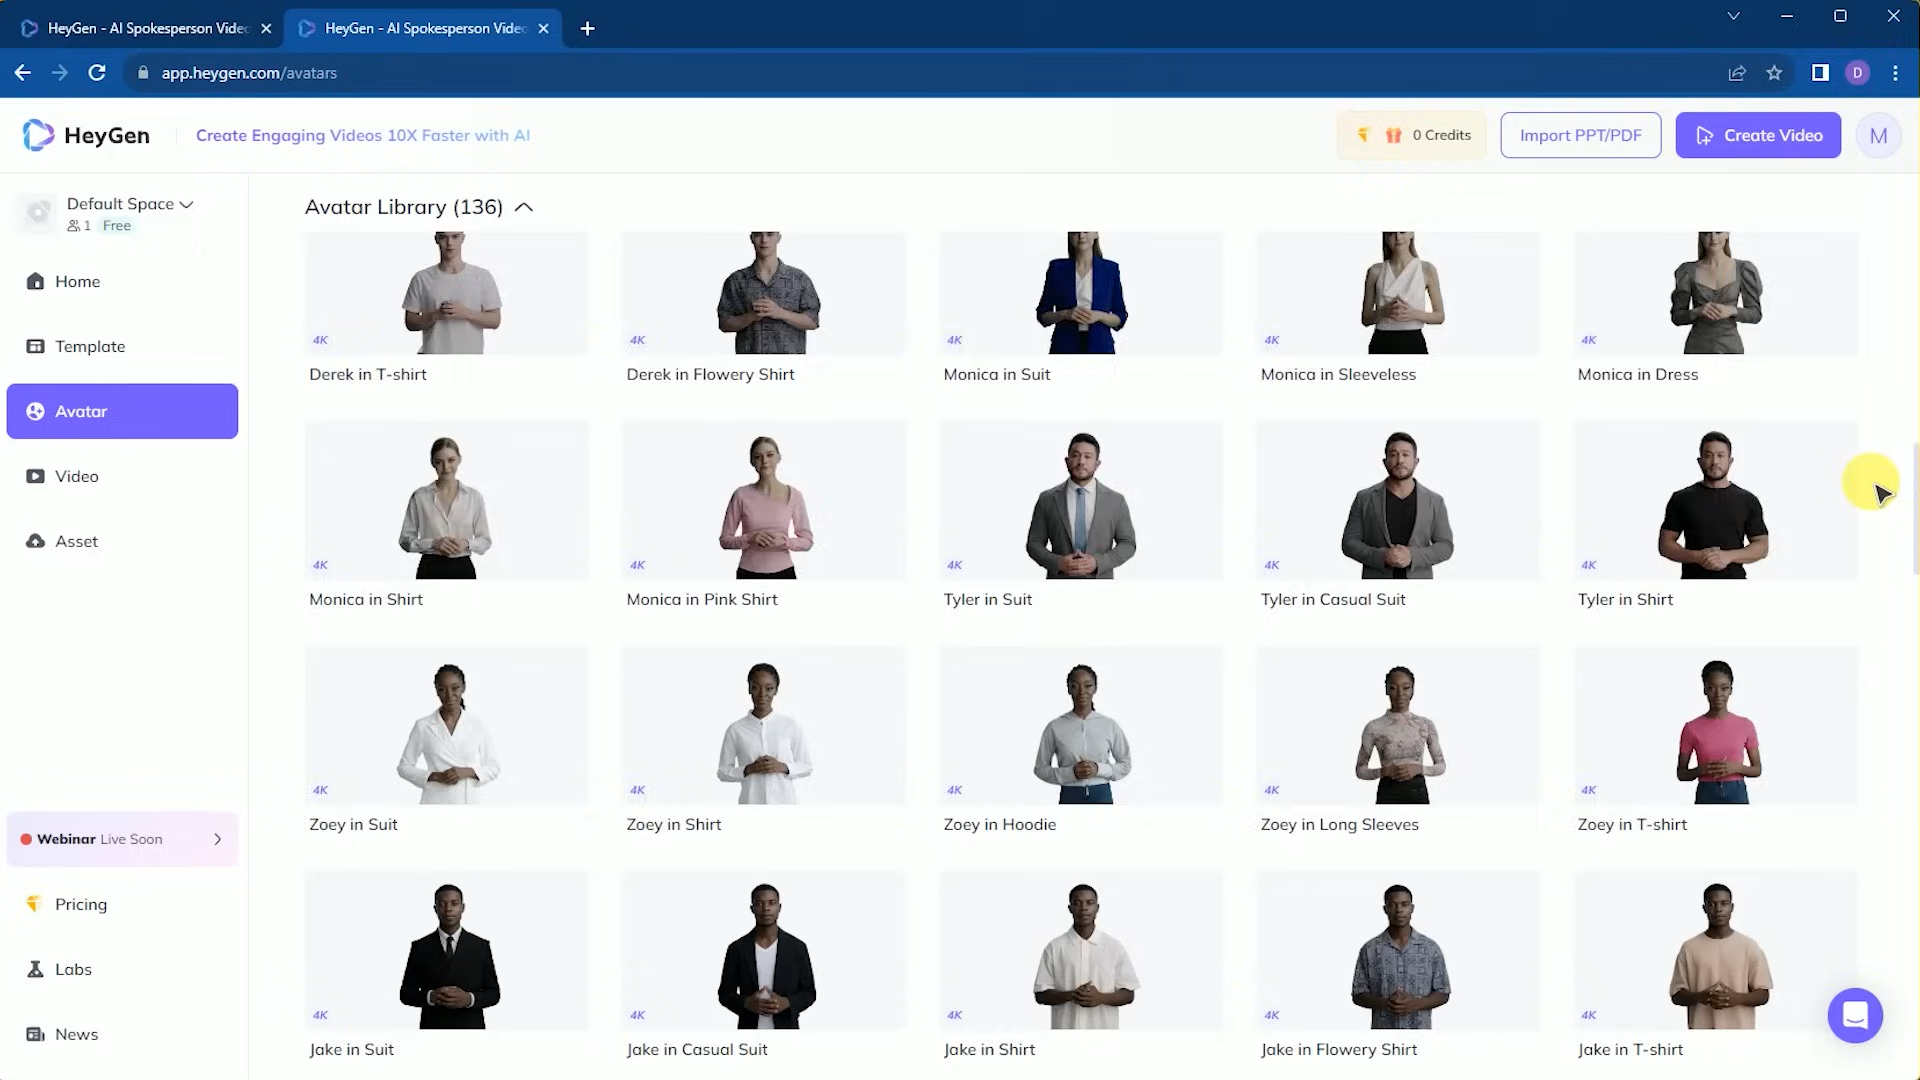 HeyGen - AI Spokesperson Video
HeyGen - AI Spokesperson Video
app.heygen.com/avatars
D
HeyGen
Create Engaging Videos 10X Faster with AI
0 Credits
Import PPT/PDF
Create Video
M
Default Space
1 Free
Home
Template
Avatar
Video
Asset
Webinar Live Soon
Pricing
Labs
News
Avatar Library (136)
4K
4K
4K
4K
4K
Derek in T-shirt
Derek in Flowery Shirt
Monica in Suit
Monica in Sleeveless
Monica in Dress
4K
4K
4K
4K
4K
Monica in Shirt
Monica in Pink Shirt
Tyler in Suit
Tyler in Casual Suit
Tyler in Shirt
4K
4K
4K
4K
4K
Zoey in Suit
Zoey in Shirt
Zoey in Hoodie
Zoey in Long Sleeves
Zoey in T-shirt
4K
4K
4K
4K
4K
Jake in Suit
Jake in Casual Suit
Jake in Shirt
Jake in Flowery Shirt
Jake in T-shirt